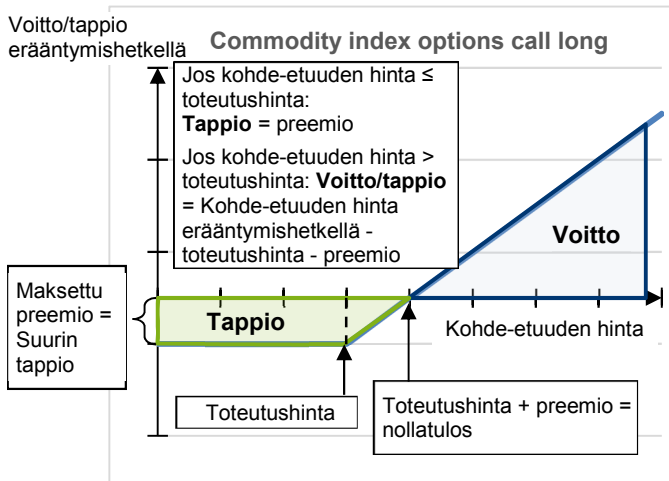 Voitto/tappio
erääntymishetkellä
Commodity index options call long
Jos kohde-etuuden hinta ≤
toteutushinta:
Tappio = preemio
Jos kohde-etuuden hinta >
toteutushinta: Voitto/tappio
= Kohde-etuuden hinta
erääntymishetkellä -
toteutushinta - preemio
Voitto
Maksettu
preemio =
Suurin
tappio
Tappio
Kohde-etuuden hinta
Toteutushinta
Toteutushinta + preemio =
nollatulos